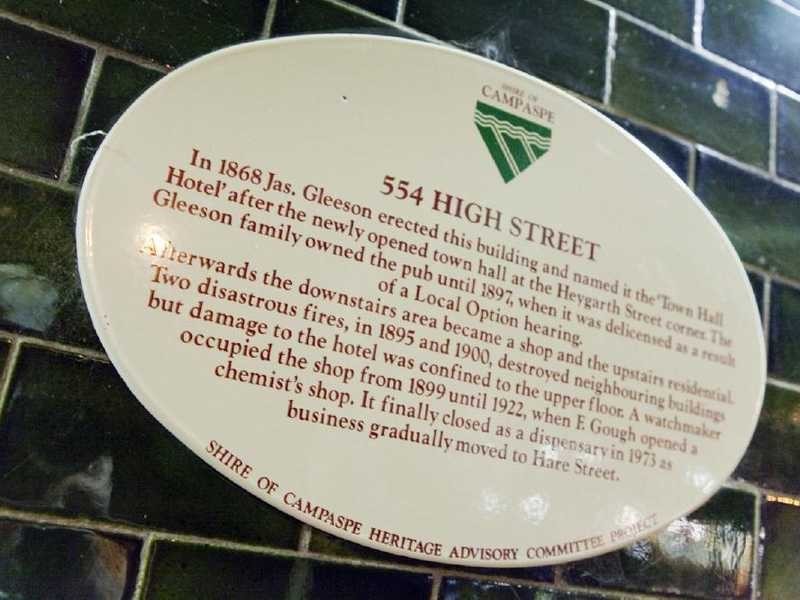 SHIRE OF
CAMPASPE
554 HIGH STREET
In 1868 Jas. Gleeson erected this building and named it the 'Town Hall
Hotel' after the newly opened town hall at the Heygarth Street corner. The
Gleeson family owned the pub until 1897, when it was delicensed as a result
of a Local Option hearing.
Afterwards the downstairs area became a shop and the upstairs residential.
Two disastrous fires, in 1895 and 1900, destroyed neighbouring buildings
but damage to the hotel was confined to the upper floor. A watchmaker
occupied the shop from 1899 until 1922, when F. Gough opened a
chemist's shop. It finally closed as a dispensary in 1973 as
business gradually moved to Hare Street.
SHIRE OF CAMPASPE HERITAGE ADVISORY COMMITTEE PROJECT